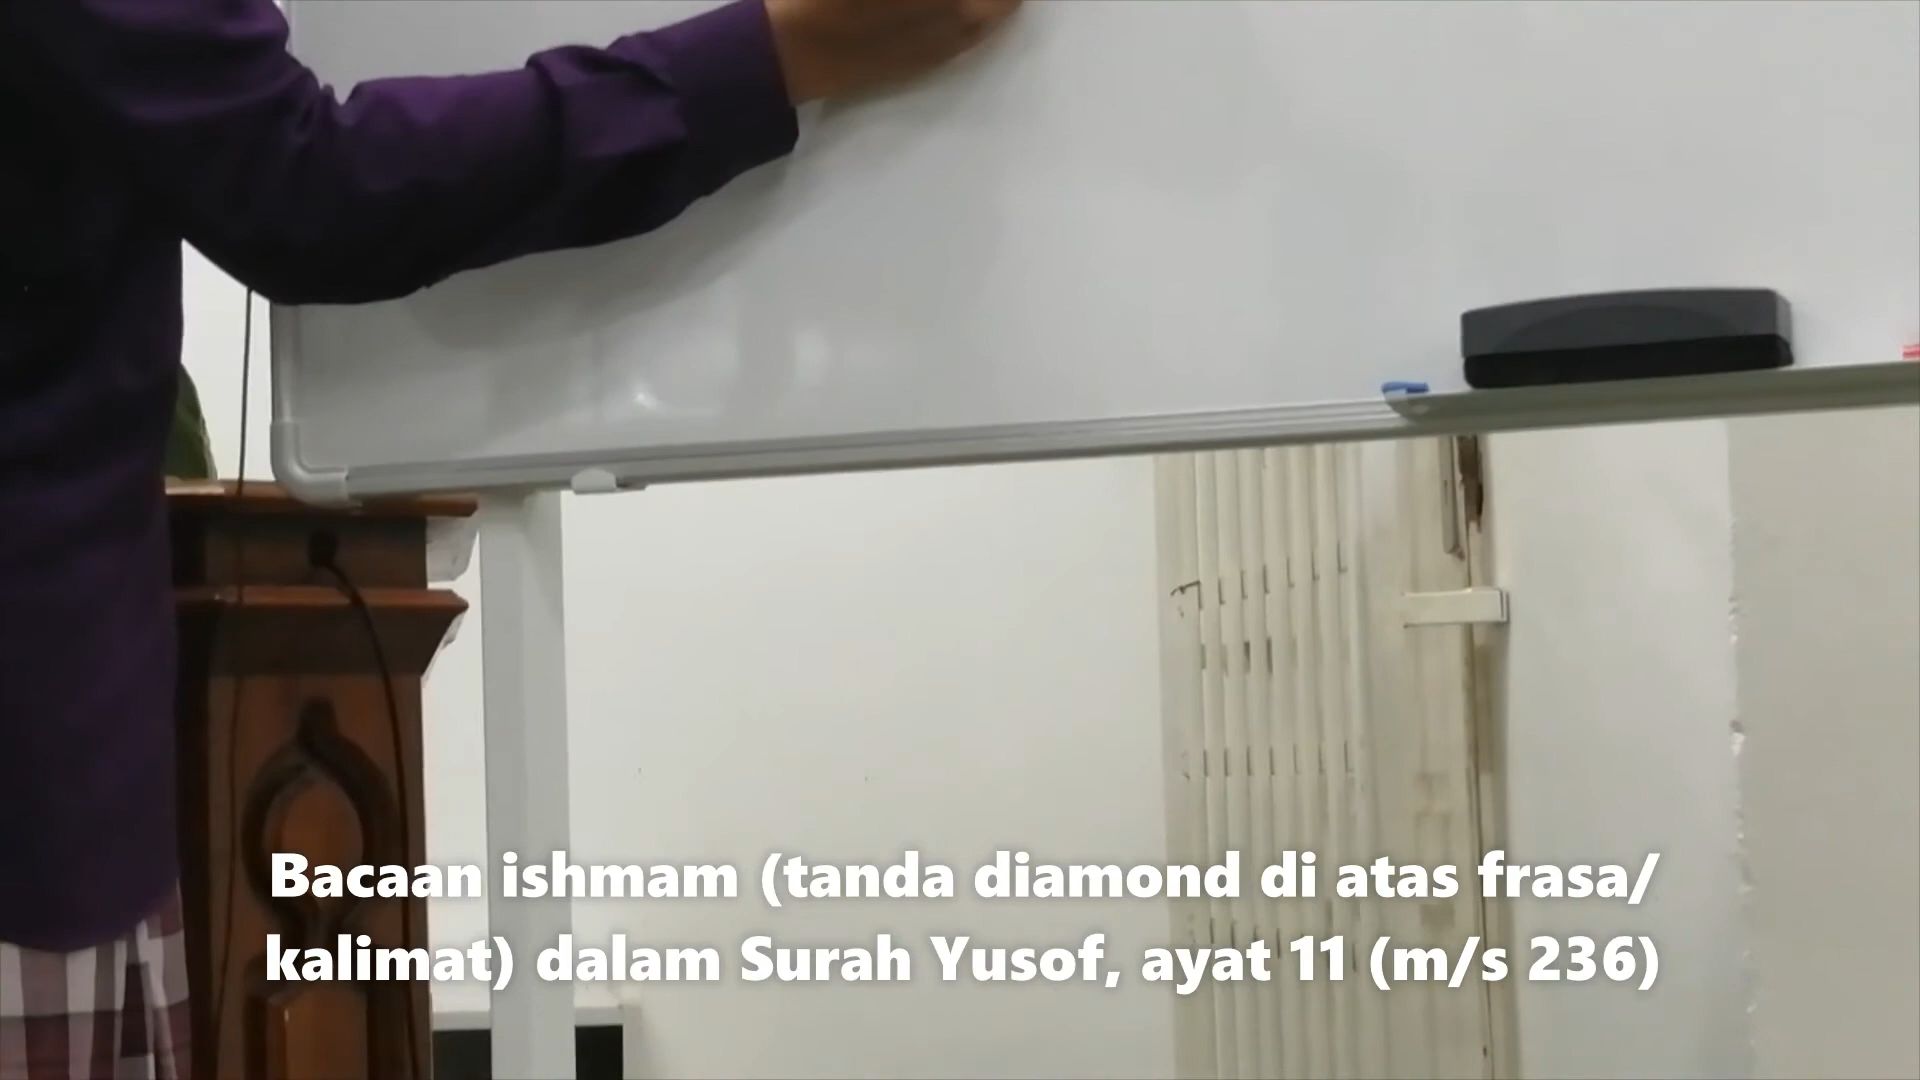 Bacaan ishmam (tanda diamond di atas frasa/
kalimat) dalam Surah Yusof, ayat 11 (m/s 236)